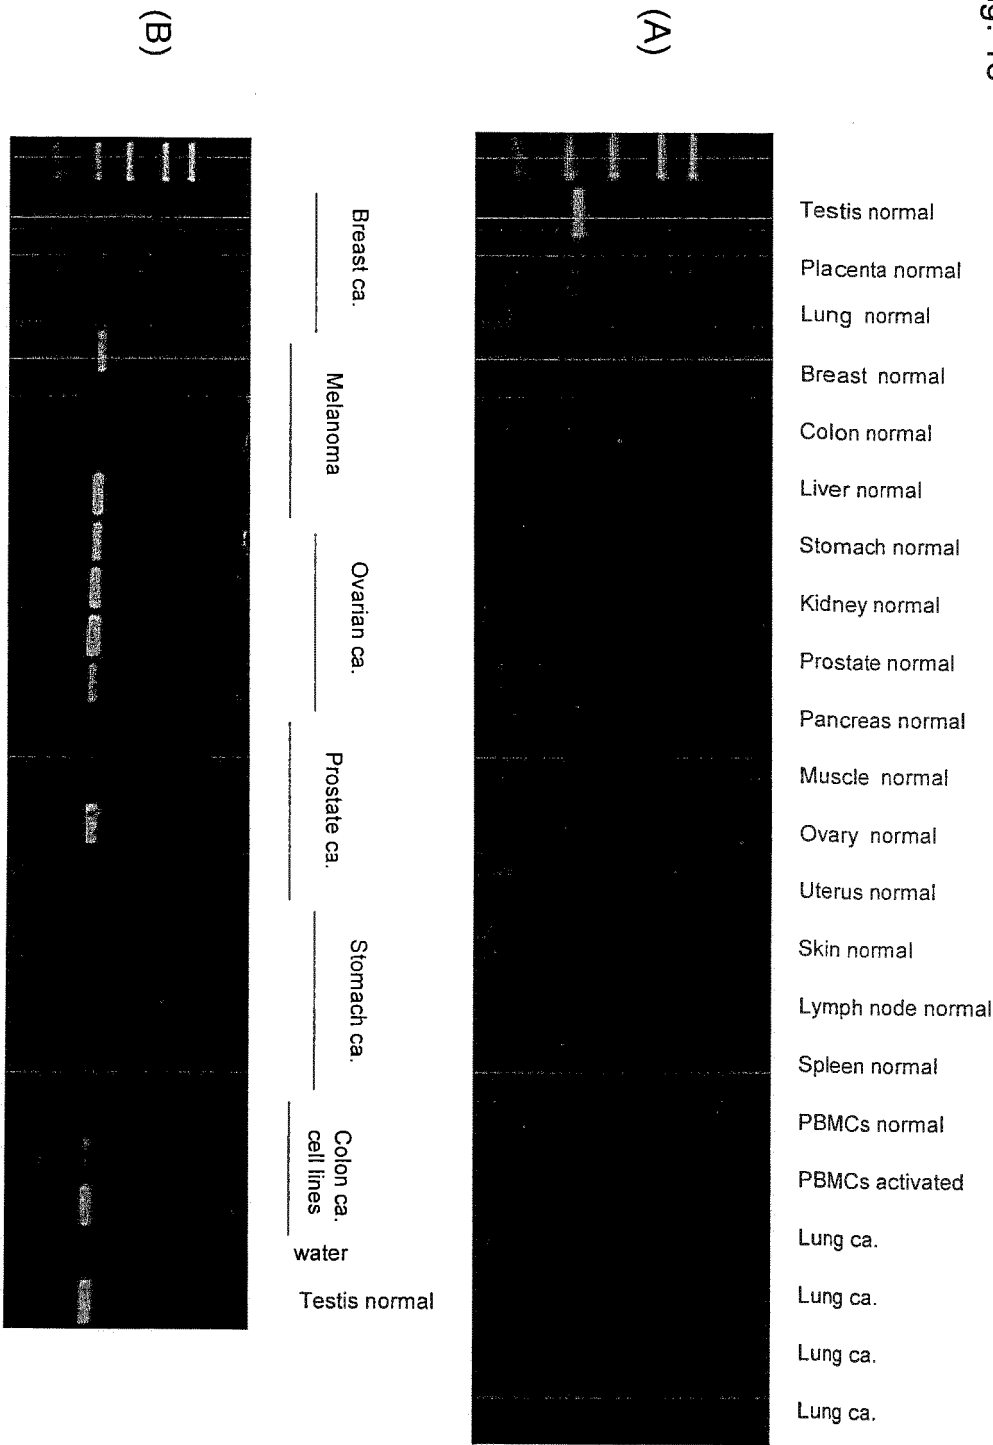 (A)
Testis normal
Placenta normal
Lung normal
Breast normal
Colon normal
Liver normal
Stomach normal
Kidney normal
Prostate normal
Pancreas normal
Muscle normal
Ovary normal
Uterus normal
Skin normal
Lymph node normal
Spleen normal
PBMCs normal
PBMCs activated
Lung ca.
Lung ca.
Lung ca.
Lung ca.
(B)
Breast ca.
Melanoma
Ovarian ca.
Prostate ca.
Stomach ca.
Colon ca.
cell lines
water
Testis normal